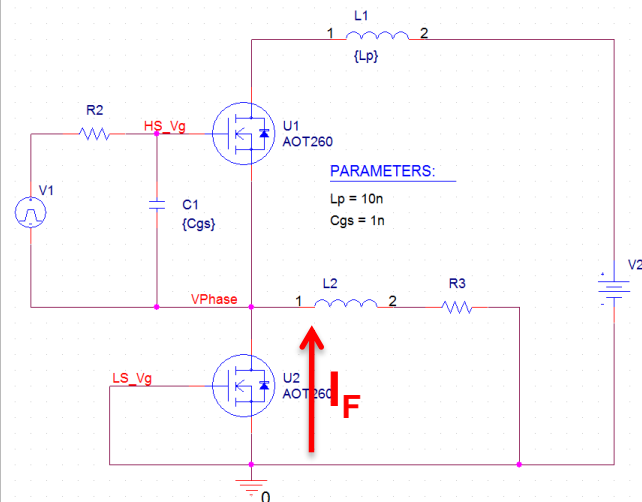 L1
1 2
{Lp}
R2
HS_Vg
U1
AOT260
PARAMETERS:
Lp = 10n
Cgs = 1n
V1
C1
{Cgs}
V2
VPhase
L2
1 2
R3
LS_Vg
U2
AOT260
IF
0